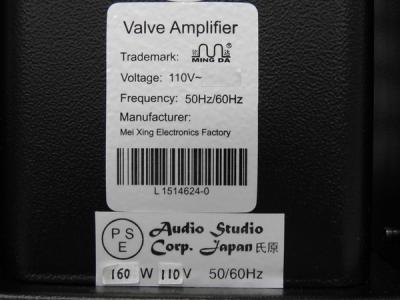 Valve Amplifier
Trademark: MING DA ®
Voltage: 110V~
Frequency: 50Hz/60Hz
Manufacturer:
Mei Xing Electronics Factory
L 1514624-0
PSE Audio Studio
Corp. Japan 氏原
160 W 110 V 50/60Hz